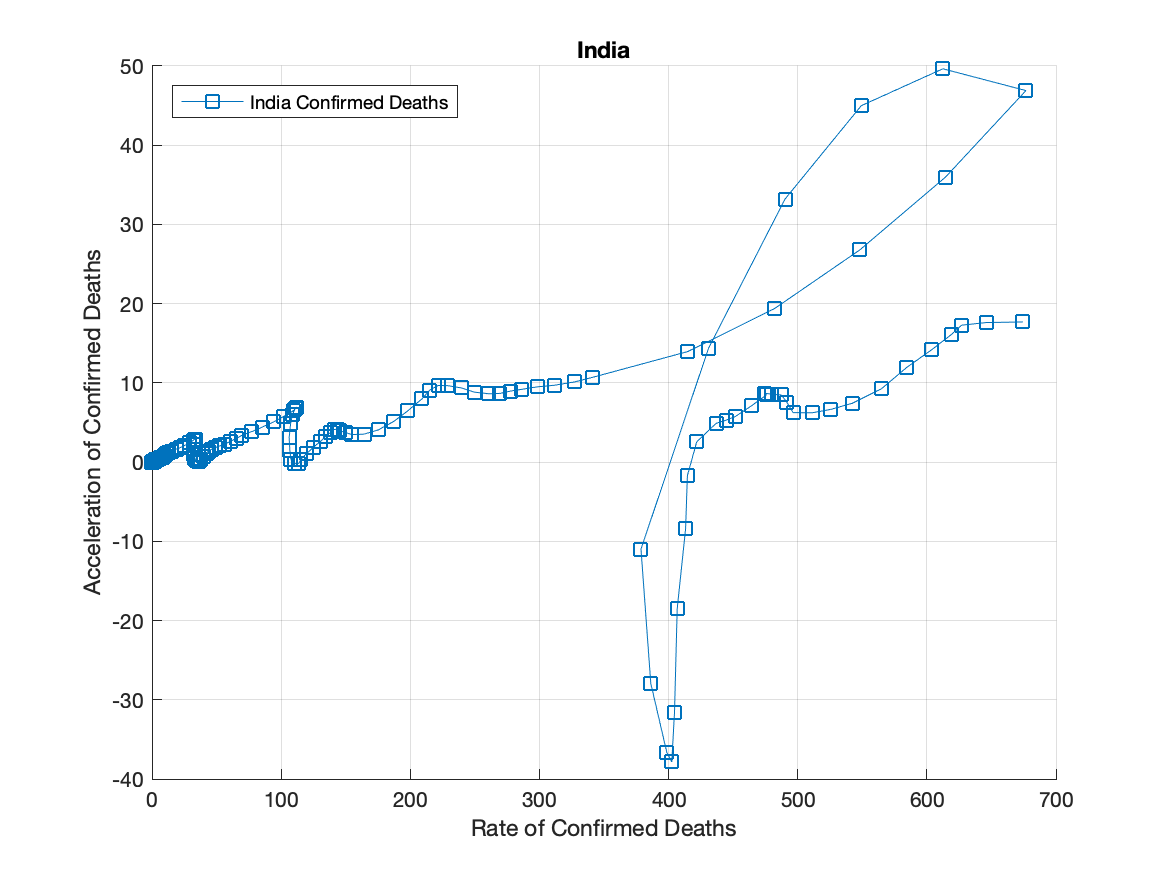 India
India Confirmed Deaths
50
40
30
20
10
0
-10
-20
-30
-40
Acceleration of Confirmed Deaths
0 100 200 300 400 500 600 700
Rate of Confirmed Deaths